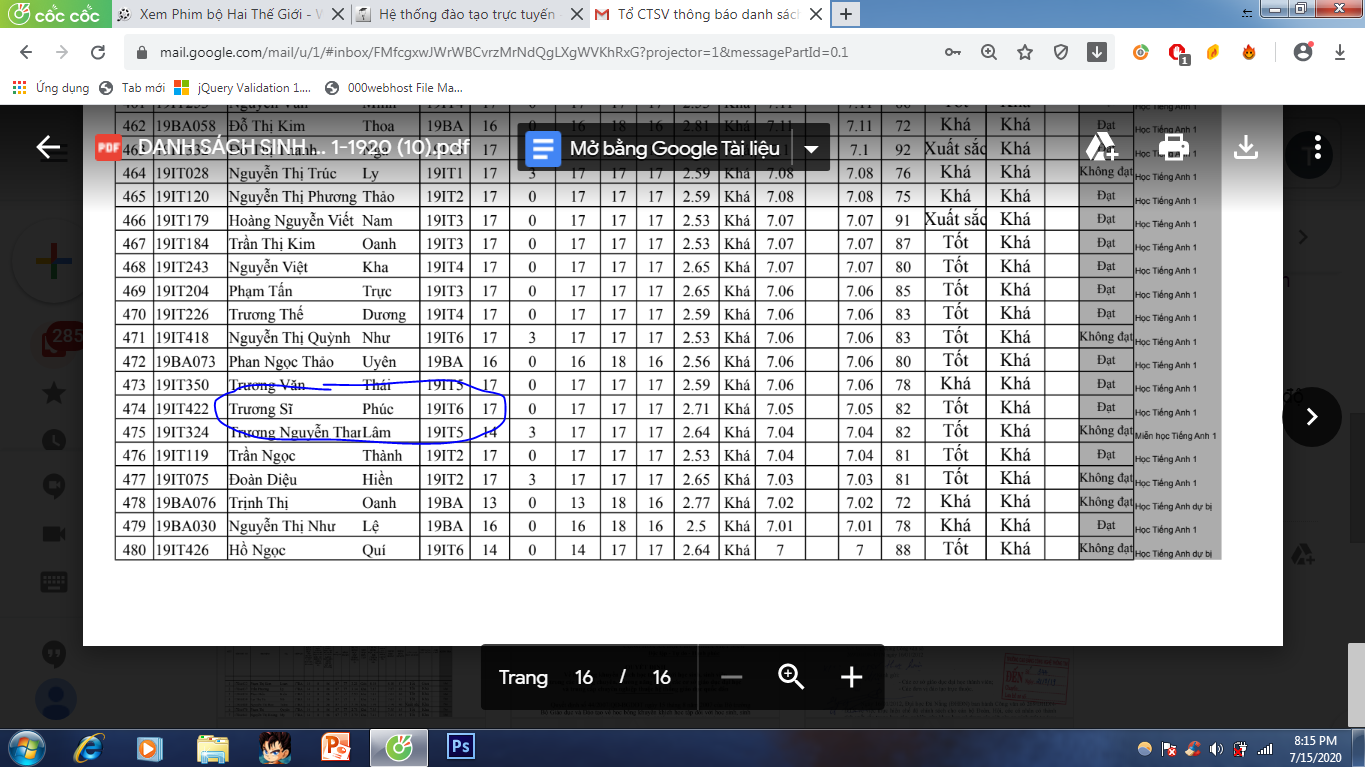 cốc cốc Xem Phim bộ Hai Thế Giới - Hệ thống đào tạo trực tuyến Tổ CTSV thông báo danh sách
mail.google.com/mail/u/1/#inbox/FMfcgxwJWrWBCvrzMrNdQgLXgWVKhRxG?projector=1&messagePartId=0.1
Ứng dụng Tab mới jQuery Validation 1.... 000webhost File Ma...
462 19BA058 Đỗ Thị Kim Thoa 19BA 16 0 16 18 16 2.81 Khá 7.11 7.11 72 Khá Khá Đạt Học Tiếng Anh 1
PDF DANH SÁCH SINH ... 1-1920 (10).pdf Mở bằng Google Tài liệu
17 7.1 92 Xuất sắc Khá Đạt Học Tiếng Anh 1
464 19IT028 Nguyễn Thị Trúc Ly 19IT1 17 3 17 17 17 2.59 Khá 7.08 7.08 76 Khá Khá Không đạt Học Tiếng Anh 1
465 19IT120 Nguyễn Thị Phương Thảo 19IT2 17 0 17 17 17 2.59 Khá 7.08 7.08 75 Khá Khá Đạt Học Tiếng Anh 1
466 19IT179 Hoàng Nguyễn Viết Nam 19IT3 17 0 17 17 17 2.53 Khá 7.07 7.07 91 Xuất sắc Khá Đạt Học Tiếng Anh 1
467 19IT184 Trần Thị Kim Oanh 19IT3 17 0 17 17 17 2.53 Khá 7.07 7.07 87 Tốt Khá Đạt Học Tiếng Anh 1
468 19IT243 Nguyễn Việt Kha 19IT4 17 0 17 17 17 2.65 Khá 7.07 7.07 80 Tốt Khá Đạt Học Tiếng Anh 1
469 19IT204 Phạm Tấn Trực 19IT3 17 0 17 17 17 2.65 Khá 7.06 7.06 85 Tốt Khá Đạt Học Tiếng Anh 1
470 19IT226 Trương Thế Dương 19IT4 17 0 17 17 17 2.59 Khá 7.06 7.06 83 Tốt Khá Đạt Học Tiếng Anh 1
471 19IT418 Nguyễn Thị Quỳnh Như 19IT6 17 3 17 17 17 2.53 Khá 7.06 7.06 83 Tốt Khá Không đạt Học Tiếng Anh 1
472 19BA073 Phan Ngọc Thảo Uyên 19BA 16 0 16 18 16 2.56 Khá 7.06 7.06 80 Tốt Khá Đạt Học Tiếng Anh 1
473 19IT350 Trương Văn Thái 19IT5 17 0 17 17 17 2.59 Khá 7.06 7.06 78 Khá Khá Đạt Học Tiếng Anh 1
474 19IT422 Trương Sĩ Phúc 19IT6 17 0 17 17 17 2.71 Khá 7.05 7.05 82 Tốt Khá Đạt Học Tiếng Anh 1
475 19IT324 Trương Nguyễn Than Lâm 19IT5 14 3 17 17 17 2.64 Khá 7.04 7.04 82 Tốt Khá Không đạt Miễn học Tiếng Anh 1
476 19IT119 Trần Ngọc Thành 19IT2 17 0 17 17 17 2.53 Khá 7.04 7.04 81 Tốt Khá Đạt Học Tiếng Anh 1
477 19IT075 Đoàn Diệu Hiền 19IT2 17 3 17 17 17 2.65 Khá 7.03 7.03 81 Tốt Khá Không đạt Học Tiếng Anh 1
478 19BA076 Trịnh Thị Oanh 19BA 13 0 13 18 16 2.77 Khá 7.02 7.02 72 Khá Khá Không đạt Học Tiếng Anh dự bị
479 19BA030 Nguyễn Thị Như Lệ 19BA 16 0 16 18 16 2.5 Khá 7.01 7.01 78 Khá Khá Đạt Học Tiếng Anh 1
480 19IT426 Hồ Ngọc Quí 19IT6 14 0 14 17 17 2.64 Khá 7 7 88 Tốt Khá Không đạt Học Tiếng Anh dự bị
285
Trang 16 / 16
ĐẾN
Ps
8:15 PM
7/15/2020